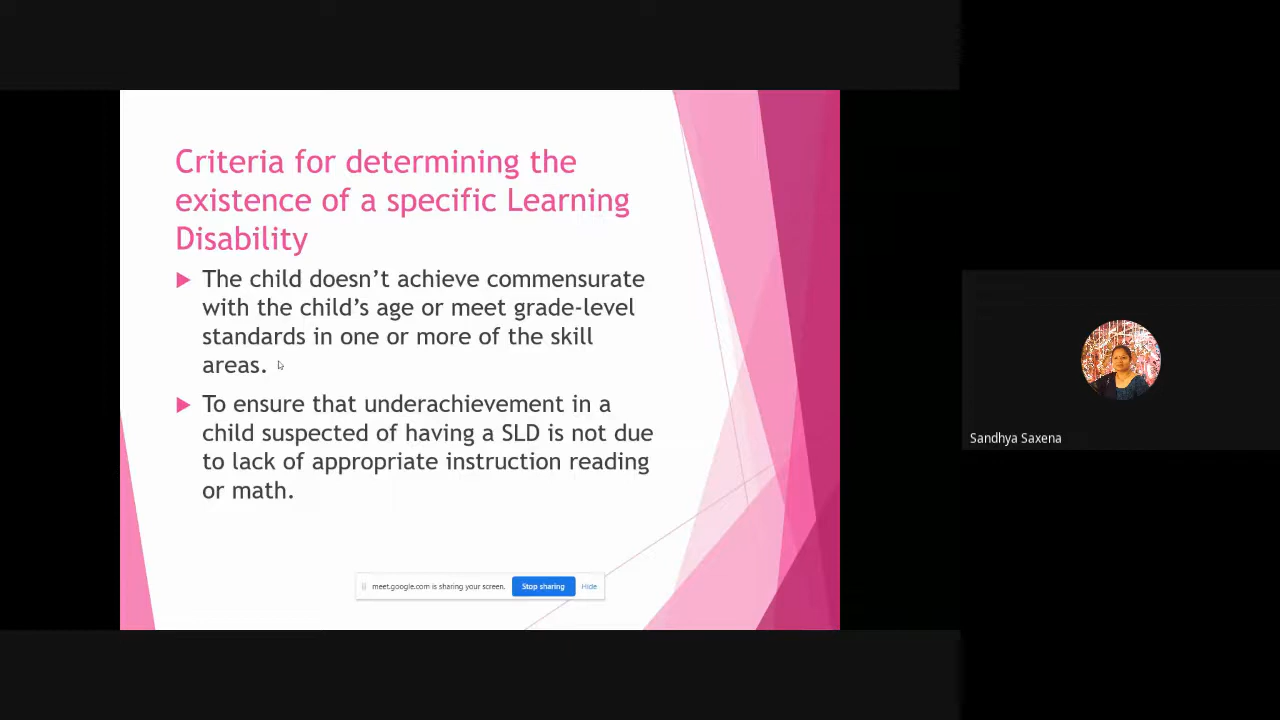 Criteria for determining the
existence of a specific Learning
Disability
The child doesn’t achieve commensurate
with the child’s age or meet grade-level
standards in one or more of the skill
areas.
To ensure that underachievement in a
child suspected of having a SLD is not due
to lack of appropriate instruction reading
or math.
meet.google.com is sharing your screen. Stop sharing Hide
Sandhya Saxena